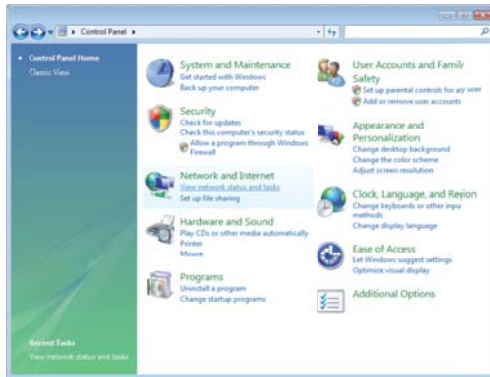 Control Panel
Control Panel Home
Classic View
System and Maintenance
Get started with Windows
Back up your computer
Security
Check for updates
Check this computer's security status
Allow a program through Windows
Firewall
Network and Internet
View network status and tasks
Set up file sharing
Hardware and Sound
Play CDs or other media automatically
Printer
Mouse
Programs
Uninstall a program
Change startup programs
User Accounts and Family
Safety
Set up parental controls for any user
Add or remove user accounts
Appearance and
Personalization
Change desktop background
Change the color scheme
Adjust screen resolution
Clock, Language, and Region
Change keyboards or other inpu
methods
Change display language
Ease of Access
Let Windows suggest settings
Optimize visual display
Additional Options
Recent Tasks
View network status and tasks